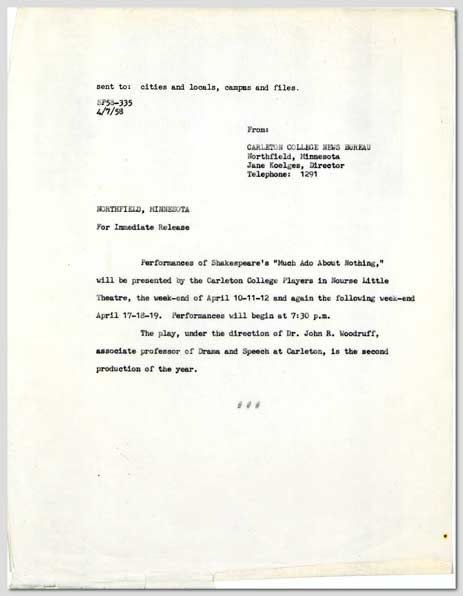 sent to: cities and locals, campus and files.
SP58-335
4/7/58
From:
CARLETON COLLEGE NEWS BUREAU
Northfield, Minnesota
Jane Koelges, Director
Telephone: 1291
NORTHFIELD, MINNESOTA
For Immediate Release
Performances of Shakespeare's "Much Ado About Nothing,"
will be presented by the Carleton College Players in Nourse Little
Theatre, the week-end of April 10-11-12 and again the following week-end
April 17-18-19. Performances will begin at 7:30 p.m.
The play, under the direction of Dr. John R. Woodruff,
associate professor of Drama and Speech at Carleton, is the second
production of the year.
# # #